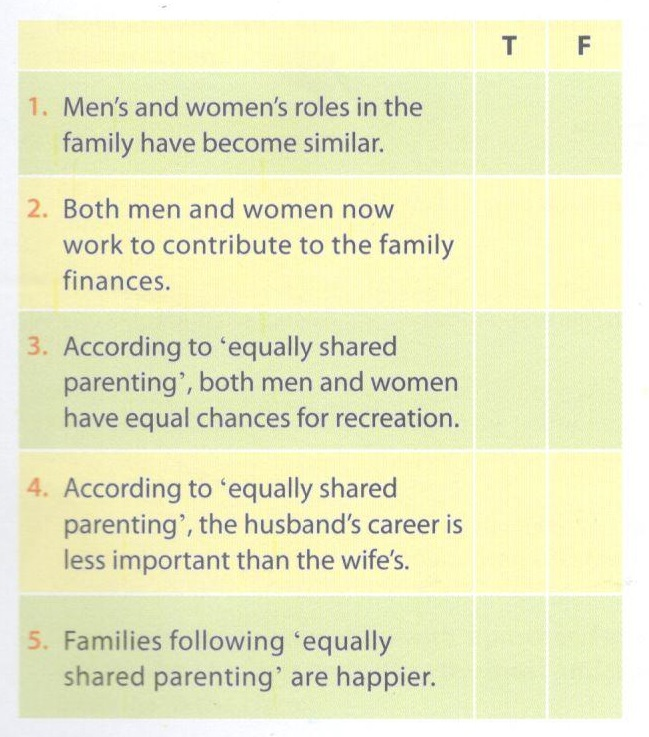 T F
1. Men's and women's roles in the
family have become similar.
2. Both men and women now
work to contribute to the family
finances.
3. According to ‘equally shared
parenting’, both men and women
have equal chances for recreation.
4. According to ‘equally shared
parenting’, the husband's career is
less important than the wife's.
5. Families following ‘equally
shared parenting’ are happier.